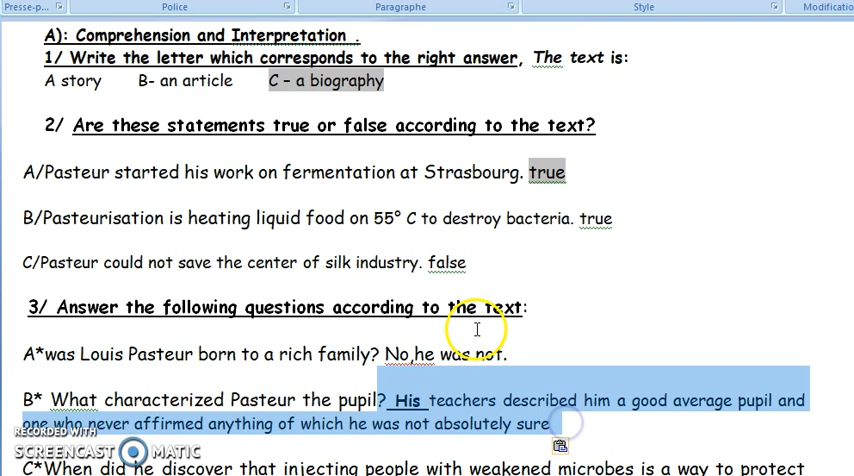 Presse-p... Police Paragraphe Style Modificatio
A): Comprehension and Interpretation .
1/ Write the letter which corresponds to the right answer, The text is:
A story B- an article C – a biography
2/ Are these statements true or false according to the text?
A/Pasteur started his work on fermentation at Strasbourg. true
B/Pasteurisation is heating liquid food on 55° C to destroy bacteria. true
C/Pasteur could not save the center of silk industry. false
3/ Answer the following questions according to the text:
A*was Louis Pasteur born to a rich family? No,he was not.
B* What characterized Pasteur the pupil? His teachers described him a good average pupil and
one who never affirmed anything of which he was not absolutely sure
RECORDED WITH
SCREENCAST MATIC
C*When did he discover that injecting people with weakened microbes is a way to protect